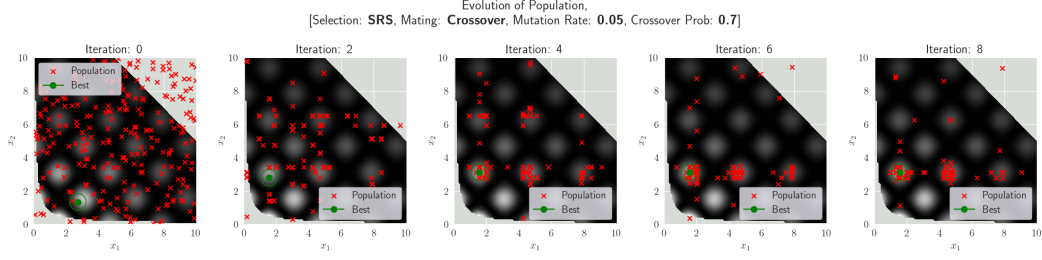 Evolution of Population,
[Selection: SRS, Mating: Crossover, Mutation Rate: 0.05, Crossover Prob: 0.7]
Iteration: 0
10
8
6
4
2
0
x2
0 2 4 6 8 10
x1
Population
Best
Iteration: 2
10
8
6
4
2
0
x2
0 2 4 6 8 10
x1
Population
Best
Iteration: 4
10
8
6
4
2
0
x2
0 2 4 6 8 10
x1
Population
Best
Iteration: 6
10
8
6
4
2
0
x2
0 2 4 6 8 10
x1
Population
Best
Iteration: 8
10
8
6
4
2
0
x2
0 2 4 6 8 10
x1
Population
Best